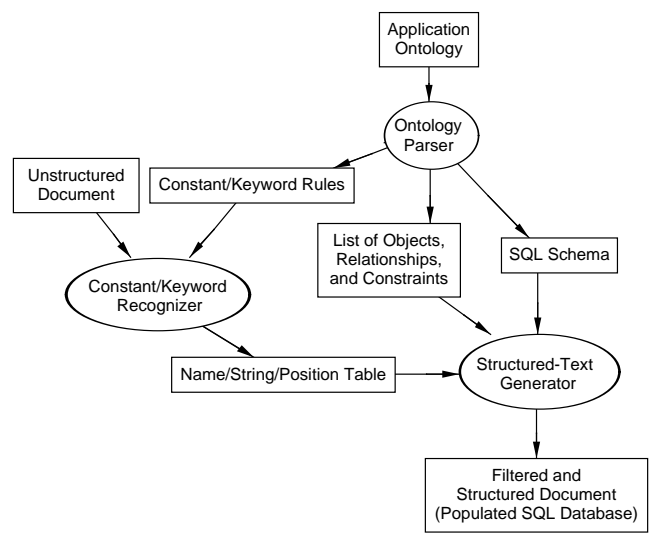 Application
Ontology
Ontology
Parser
Unstructured
Document
Constant/Keyword Rules
List of Objects,
Relationships,
and Constraints
SQL Schema
Constant/Keyword
Recognizer
Name/String/Position Table
Structured-Text
Generator
Filtered and
Structured Document
(Populated SQL Database)